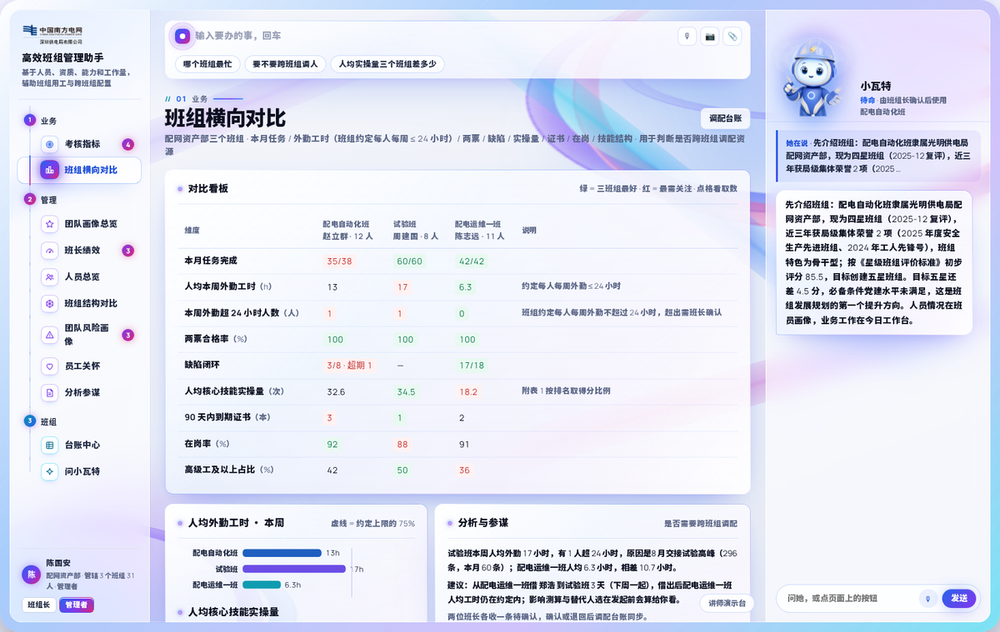 中国南方电网
深圳供电局有限公司
高效班组管理助手
基于人员、资质、能力和工作量，
辅助班组用工与跨班组配置
1 业务
考核指标 4
班组横向对比
2 管理
团队画像总览
班长绩效 3
人员总览
班组结构对比
团队风险画
像 3
员工关怀
分析参谋
3 班组
台账中心
问小瓦特
陈 陈国安
配网资产部·管辖 3 个班组 31
人·管理者
班组长 管理者
输入要办的事，回车
哪个班组最忙 要不要跨班组调人 人均实操量三个班组差多少
// 01 业务
班组横向对比
调配台账
配网资产部三个班组 · 本月任务 / 外勤工时（班组约定每人每周 ≤ 24 小时）/ 两票 / 缺陷 / 实操量 / 证书 / 在岗 / 技能结构 · 用于判断是否跨班组调配资
源
对比看板 绿 = 三班组最好 · 红 = 最需关注 · 点格看取数
维度 配电自动化班 试验班 配电运维一班 说明
赵立群 · 12 人 周建国 · 8 人 陈志远 · 11 人
本月任务完成 35/38 60/60 42/42
人均本周外勤工时（h） 13 17 6.3 约定每人每周外勤 ≤ 24 小时
本周外勤超 24 小时人数（人） 1 1 0 班组约定每人每周外勤不超过 24 小时，超出需班长确认
两票合格率（%） 100 100 100
缺陷闭环 3/8 · 超期 1 — 17/18
人均核心技能实操量（次） 32.6 34.5 18.2 附表 1 按排名取得分比例
90 天内到期证书（本） 3 1 2
在岗率（%） 92 88 91
高级工及以上占比（%） 42 50 36
人均外勤工时 · 本周 虚线 = 约定上限的 75%
配电自动化班 13h
试验班 17h
配电运维一班 6.3h
人均核心技能实操量
分析与参谋 是否需要跨班组调配
试验班本周人均外勤 17 小时，有 1 人超 24 小时，原因是8 月交接试验高峰（296
条，本月 60 条）；配电运维一班人均 6.3 小时，相差 10.7 小时。
建议：从配电运维一班借 郑浩 到试验班 3 天（下周一起），借出后配电运维一班
人均工时仍在约定内；影响测算与替代人选在发起前会算给你看。
两位班长各收一条待确认，确认或退回后调配台账同步。
讲师演示台
小瓦特
待命 · 由班组长确认后使用
配电自动化班
她在说 · 先介绍班组：配电自动化班隶属光明供电局
配网资产部，现为四星班组（2025-12 复评），近三
年获局级集体荣誉 2 项（2025 …
先介绍班组：配电自动化班隶属光明供电局配
网资产部，现为四星班组（2025-12 复评），
近三年获局级集体荣誉 2 项（2025 年度安全
生产先进班组、2024 年工人先锋号），班组
特色为骨干型；按《星级班组评价标准》初步
评分 85.5，目标创建五星班组。目标五星还
差 4.5 分，必备条件党建水平未满足，这是班
组发展规划的第一个提升方向。人员情况在班
员画像，业务工作在今日工作台。
问她，或点页面上的按钮 发送